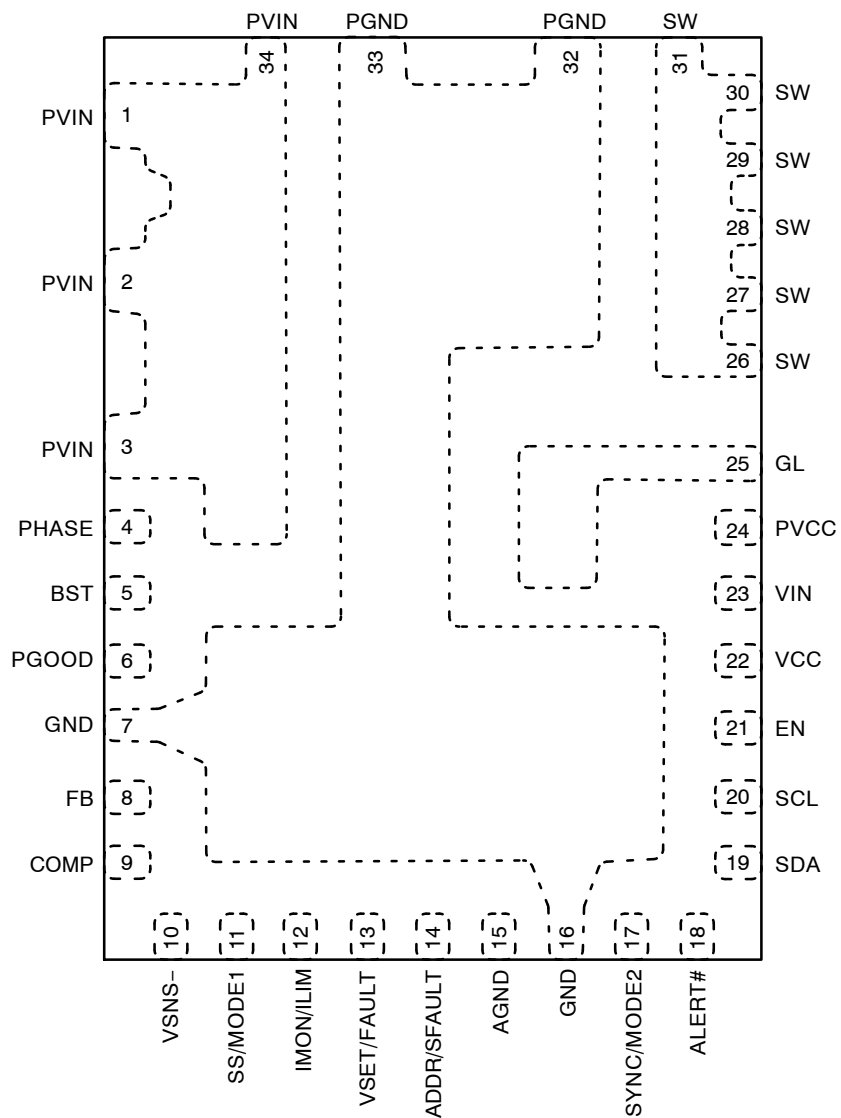 PVIN PGND PGND SW
34 33 32 31
PVIN 1
PVIN 2
PVIN 3
PHASE 4
BST 5
PGOOD 6
GND 7
FB 8
COMP 9
30 SW
29 SW
28 SW
27 SW
26 SW
25 GL
24 PVCC
23 VIN
22 VCC
21 EN
20 SCL
19 SDA
10 11 12 13 14 15 16 17 18
VSNS−
SS/MODE1
IMON/ILIM
VSET/FAULT
ADDR/SFAULT
AGND
GND
SYNC/MODE2
ALERT#